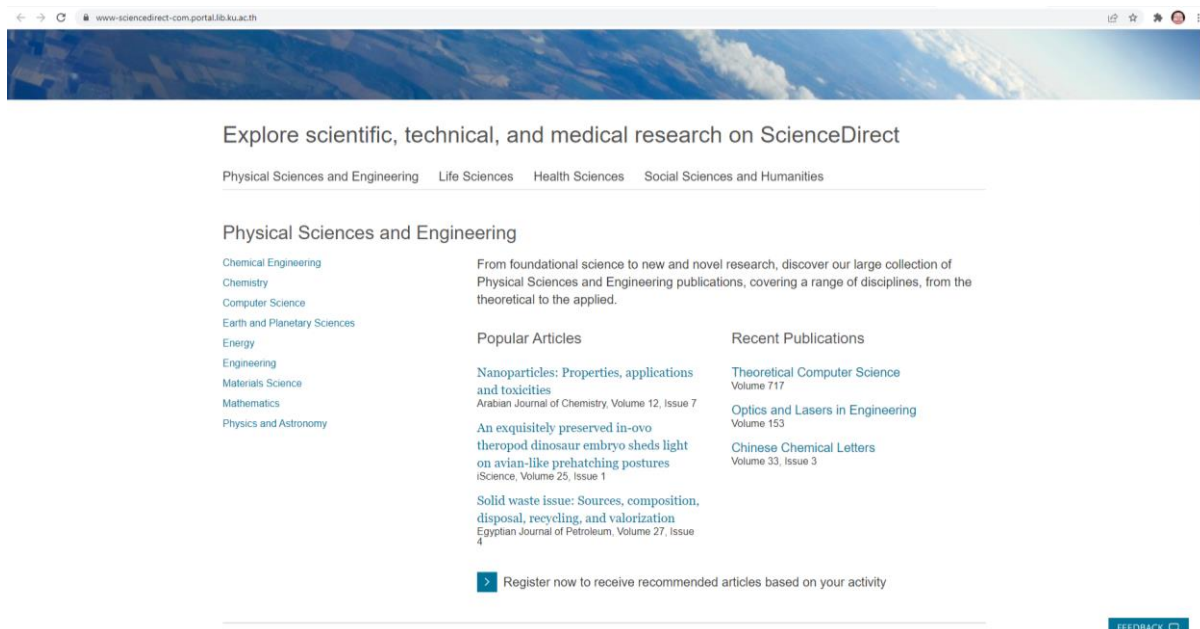 www-sciencedirect-com.portal.lib.ku.ac.th
Explore scientific, technical, and medical research on ScienceDirect
Physical Sciences and Engineering Life Sciences Health Sciences Social Sciences and Humanities
Physical Sciences and Engineering
Chemical Engineering
Chemistry
Computer Science
Earth and Planetary Sciences
Energy
Engineering
Materials Science
Mathematics
Physics and Astronomy
From foundational science to new and novel research, discover our large collection of
Physical Sciences and Engineering publications, covering a range of disciplines, from the
theoretical to the applied.
Popular Articles
Nanoparticles: Properties, applications
and toxicities
Arabian Journal of Chemistry, Volume 12, Issue 7
An exquisitely preserved in-ovo
theropod dinosaur embryo sheds light
on avian-like prehatching postures
iScience, Volume 25, Issue 1
Solid waste issue: Sources, composition,
disposal, recycling, and valorization
Egyptian Journal of Petroleum, Volume 27, Issue
4
Recent Publications
Theoretical Computer Science
Volume 717
Optics and Lasers in Engineering
Volume 153
Chinese Chemical Letters
Volume 33, Issue 3
Register now to receive recommended articles based on your activity
FEEDBACK